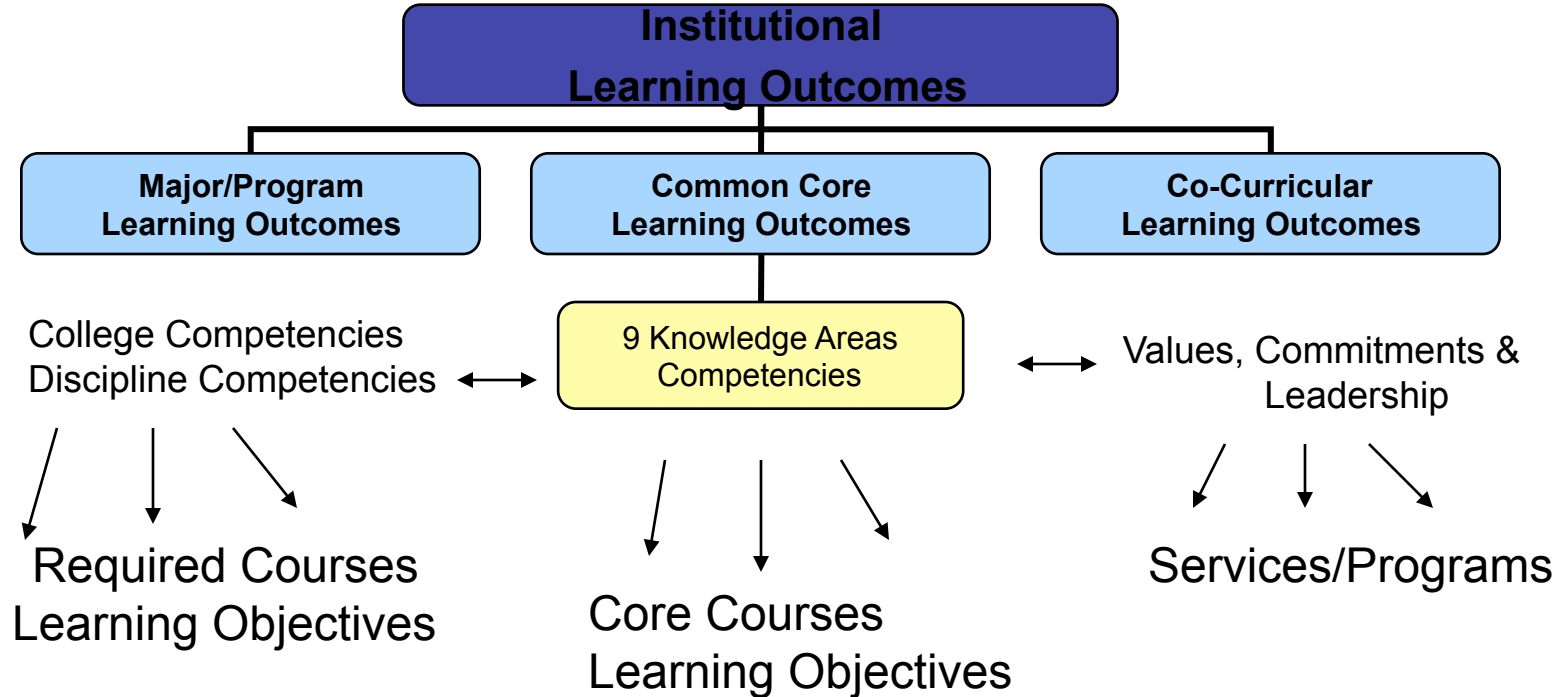 Institutional
Learning Outcomes
Major/Program
Learning Outcomes
Common Core
Learning Outcomes
Co-Curricular
Learning Outcomes
College Competencies
Discipline Competencies
9 Knowledge Areas
Competencies
Values, Commitments &
Leadership
Required Courses
Learning Objectives
Core Courses
Learning Objectives
Services/Programs